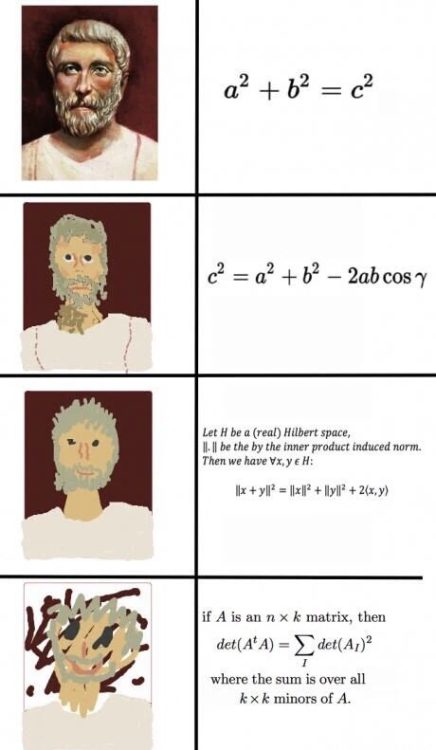 a² + b² = c²
c² = a² + b² − 2ab cos γ
Let H be a (real) Hilbert space,
‖.‖ be the by the inner product induced norm.
Then we have ∀x, y ϵ H:
‖x + y‖² = ‖x‖² + ‖y‖² + 2⟨x, y⟩
if A is an n × k matrix, then
det(AᵗA) = ∑ det(A_I)²
I
where the sum is over all
k × k minors of A.